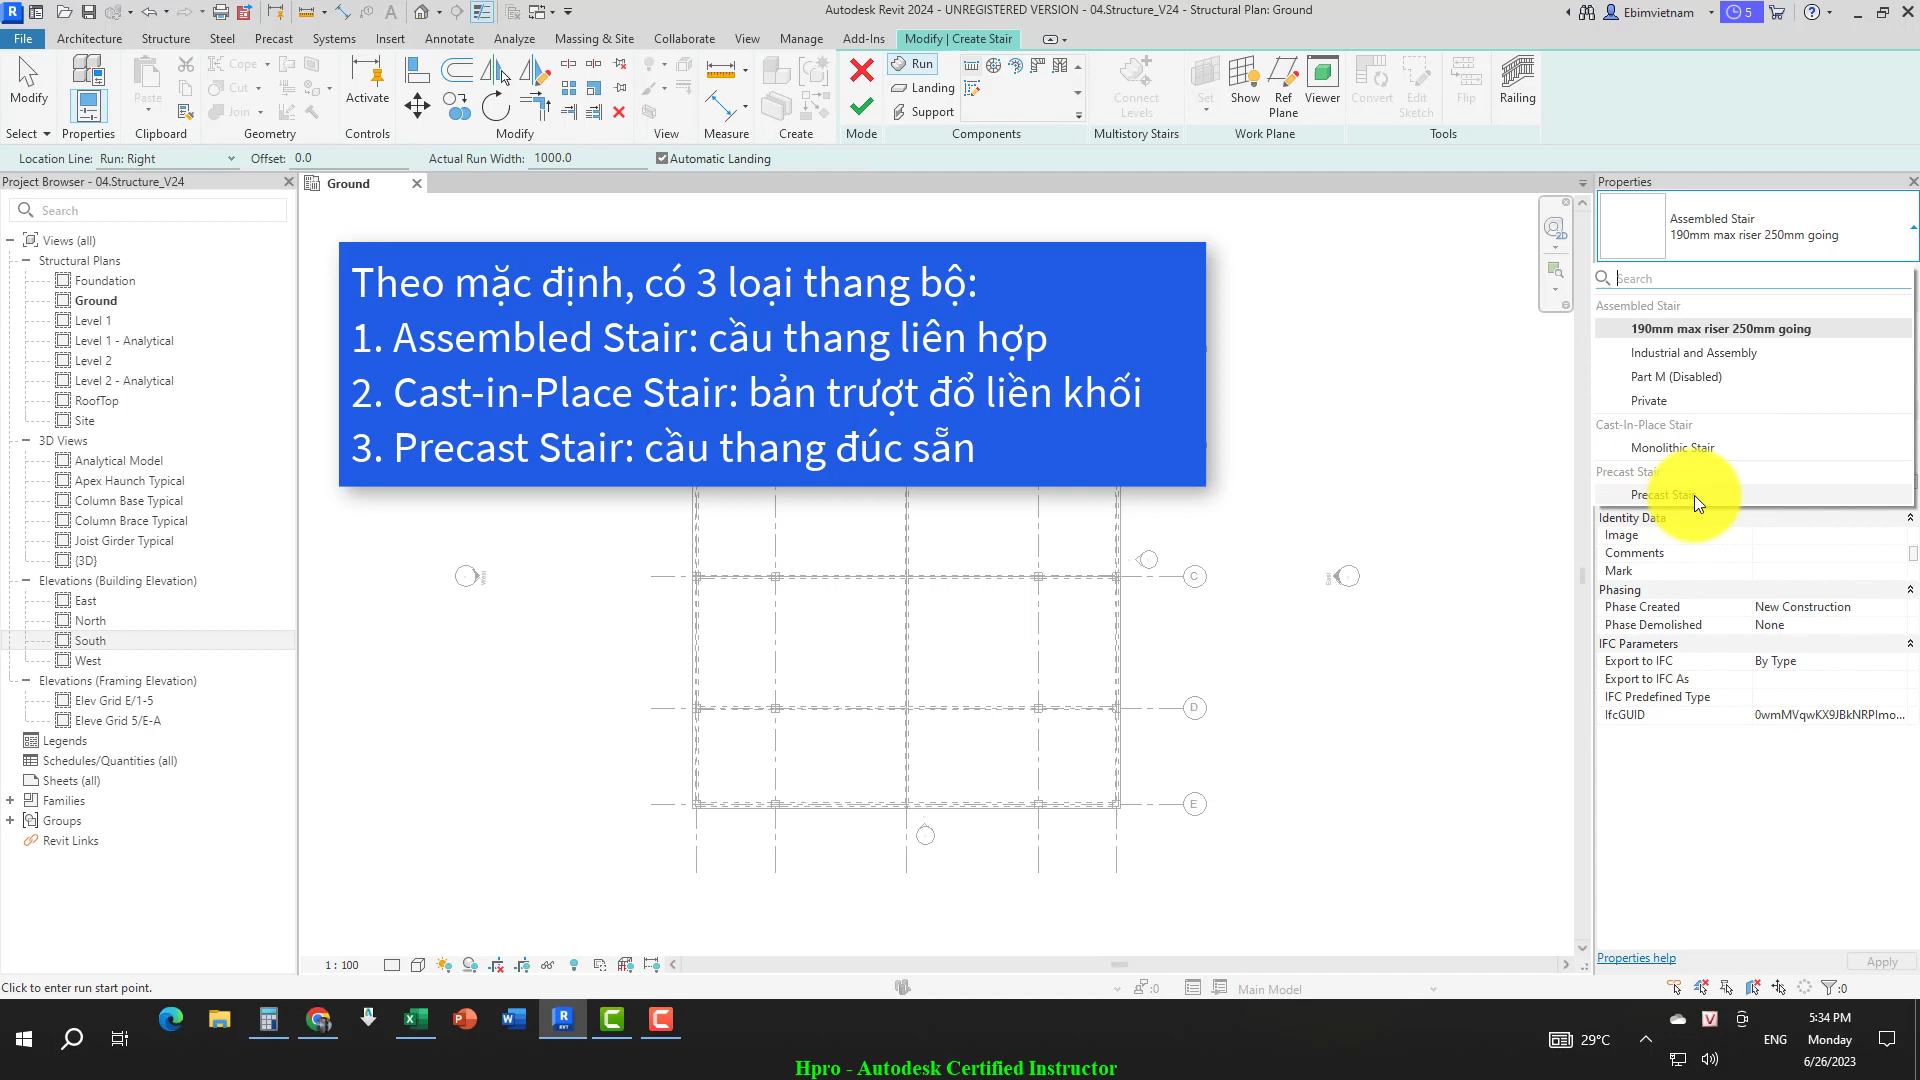 Autodesk Revit 2024 - UNREGISTERED VERSION - 04.Structure_V24 - Structural Plan: Ground
Ebimvietnam
5
File Architecture Structure Steel Precast Systems Insert Annotate Analyze Massing & Site Collaborate View Manage Add-Ins Modify | Create Stair
Modify
Paste
Cope
Cut
Join
Activate
Run
Landing
Support
Connect Levels
Set
Show
Ref Plane
Viewer
Convert
Edit Sketch
Flip
Railing
Select Properties Clipboard Geometry Controls Modify View Measure Create Mode Components Multistory Stairs Work Plane Tools
Location Line: Run: Right Offset: 0.0 Actual Run Width: 1000.0 Automatic Landing
Project Browser - 04.Structure_V24
Search
Views (all)
Structural Plans
Foundation
Ground
Level 1
Level 1 - Analytical
Level 2
Level 2 - Analytical
RoofTop
Site
3D Views
Analytical Model
Apex Haunch Typical
Column Base Typical
Column Brace Typical
Joist Girder Typical
{3D}
Elevations (Building Elevation)
East
North
South
West
Elevations (Framing Elevation)
Elev Grid E/1-5
Eleve Grid 5/E-A
Legends
Schedules/Quantities (all)
Sheets (all)
Families
Groups
Revit Links
Ground
Theo mặc định, có 3 loại thang bộ:
1. Assembled Stair: cầu thang liên hợp
2. Cast-in-Place Stair: bản trượt đổ liền khối
3. Precast Stair: cầu thang đúc sẵn
West
East
C
D
E
2D
Properties
Assembled Stair
190mm max riser 250mm going
Search
Assembled Stair
190mm max riser 250mm going
Industrial and Assembly
Part M (Disabled)
Private
Cast-In-Place Stair
Monolithic Stair
Precast Stair
Precast Stair
Identity Data
Image
Comments
Mark
Phasing
Phase Created New Construction
Phase Demolished None
IFC Parameters
Export to IFC By Type
Export to IFC As
IFC Predefined Type
IfcGUID 0wmMVqwKX9JBkNRPlmo...
Properties help
Apply
1 : 100
Click to enter run start point.
:0
Main Model
:0
29°C
ENG
5:34 PM
Monday
6/26/2023
Hpro - Autodesk Certified Instructor